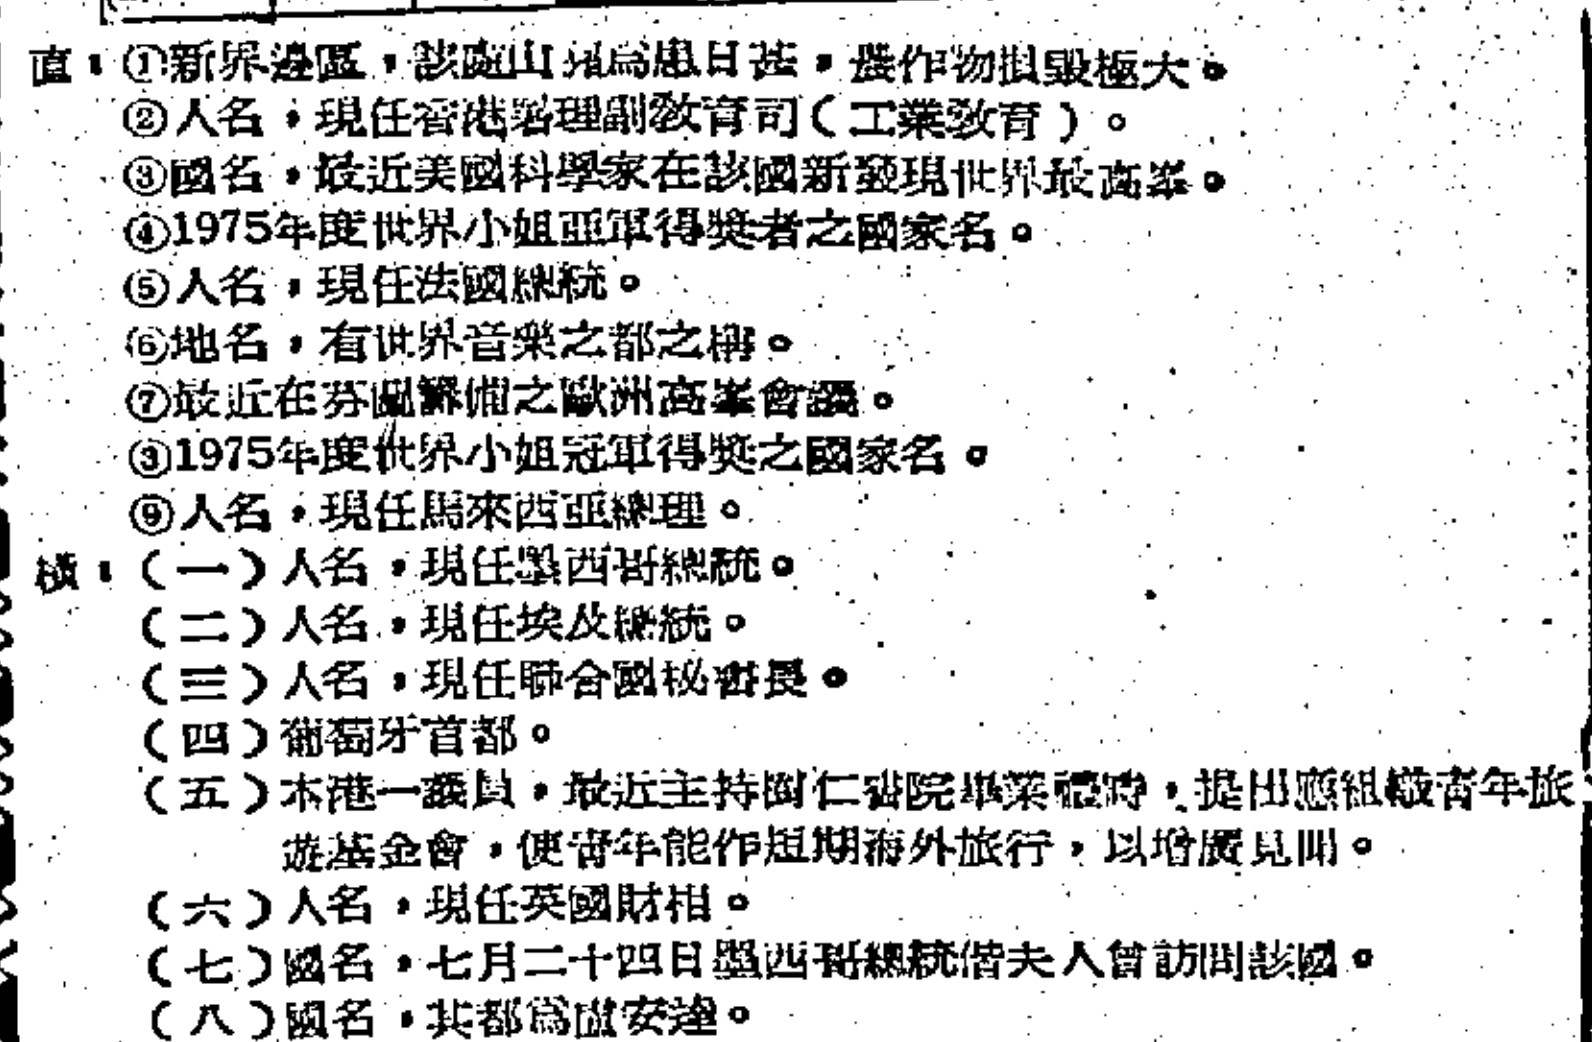 直：①新界邊區，該處山豬爲患日甚，農作物損毀極大。
②人名，現任香港署理副教育司（工業教育）。
③國名，最近美國科學家在該國新發現世界最高峯。
④1975年度世界小姐亞軍得獎者之國家名。
⑤人名，現任法國總統。
⑥地名，有世界音樂之都之稱。
⑦最近在芬蘭籌備之歐洲高峯會議。
⑧1975年度世界小姐冠軍得獎之國家名。
⑨人名，現任馬來西亞總理。
橫：（一）人名，現任墨西哥總統。
（二）人名，現任埃及總統。
（三）人名，現任聯合國秘書長。
（四）葡萄牙首都。
（五）本港一議員，最近主持樹仁書院畢業禮時，提出應組織青年旅
遊基金會，使青年能作短期海外旅行，以增廣見聞。
（六）人名，現任英國財相。
（七）國名，七月二十四日墨西哥總統偕夫人曾訪問該國。
（八）國名，其都爲盧安達。